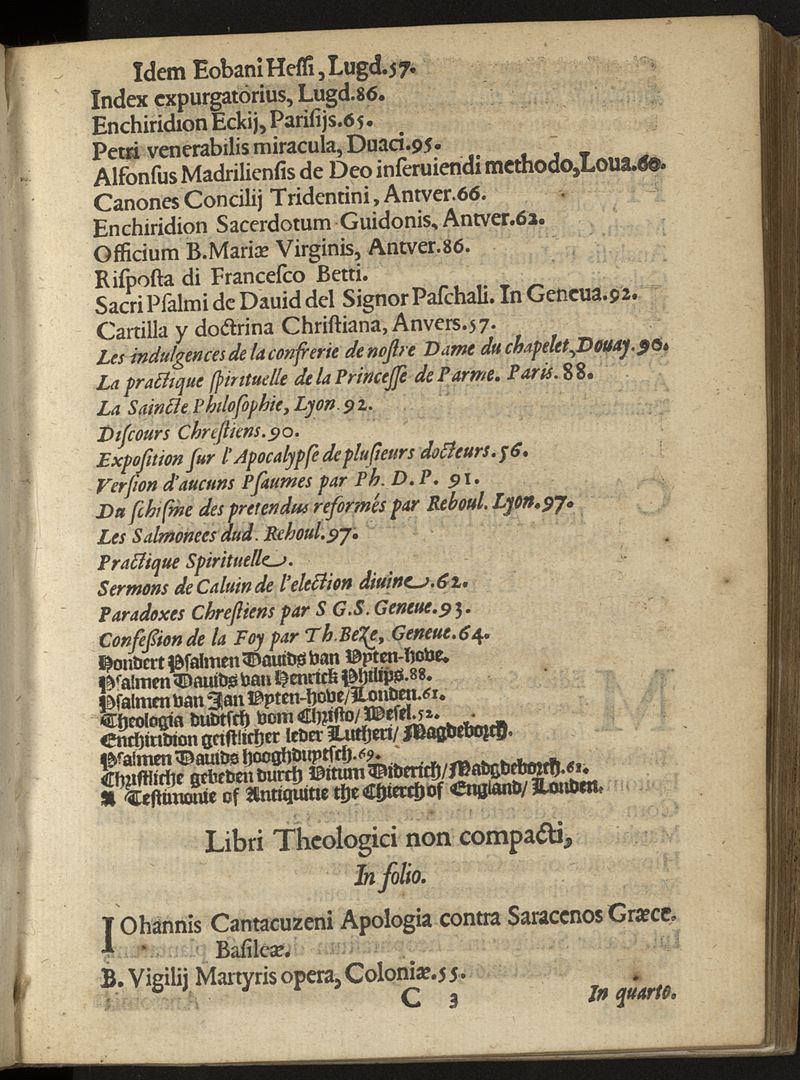 Idem Eobani Heſſi, Lugd.57.
Index expurgatorius, Lugd.86.
Enchiridion Eckij, Pariſijs.65.
Petri venerabilis miracula, Duaci.95.
Alfonſus Madrilienſis de Deo inſeruiendi methodo, Loua.60.
Canones Concilij Tridentini, Antver.66.
Enchiridion Sacerdotum Guidonis, Antver.62.
Officium B.Mariæ Virginis, Antver.86.
Riſpoſta di Franceſco Betti.
Sacri Pſalmi de Dauid del Signor Paſchali. In Geneua.92.
Cartilla y doctrina Chriſtiana, Anvers.57.
Les indulgences de la confrerie de noſtre Dame du chapelet, Douay.90.
La practique ſpirituelle de la Princeſſe de Parme. Paris.88.
La Saincte Philoſophie, Lyon.92.
Diſcours Chreſtiens.90.
Expoſition ſur l'Apocalypſe de pluſieurs docteurs.56.
Verſion d'aucuns Pſaumes par Ph. D. P. 91.
Du ſchiſme des pretendus reformés par Reboul. Lyon.97.
Les Salmonees dud. Reboul.97.
Practique Spirituelle.
Sermons de Caluin de l'election diuine.62.
Paradoxes Chreſtiens par S G.S. Geneue.93.
Confeßion de la Foy par Th.Beze, Geneue.64.
Hondert Pſalmen Dauids van Vpten-hove.
Pſalmen Dauids van Henrick Philips.88.
Pſalmen van Jan Vpten-hove/Londen.61.
Theologia dudtſch vom Chriſto/ Weſel.52.
Enchiridion geiſtlicher leder Lutheri/ Magdeborch.
Pſalmen Dauids hooghduytſch.69.
Chriſtliche gebeden durch Vitum Diderich/Madgdeborch.61.
A Teſtimonie of Antiquitie the Chierch of England/ Londen.
Libri Theologici non compacti,
In folio.
IOhannis Cantacuzeni Apologia contra Saracenos Græce.
Baſileæ.
B. Vigilij Martyris opera, Coloniæ.55.
C 3
In quarto.